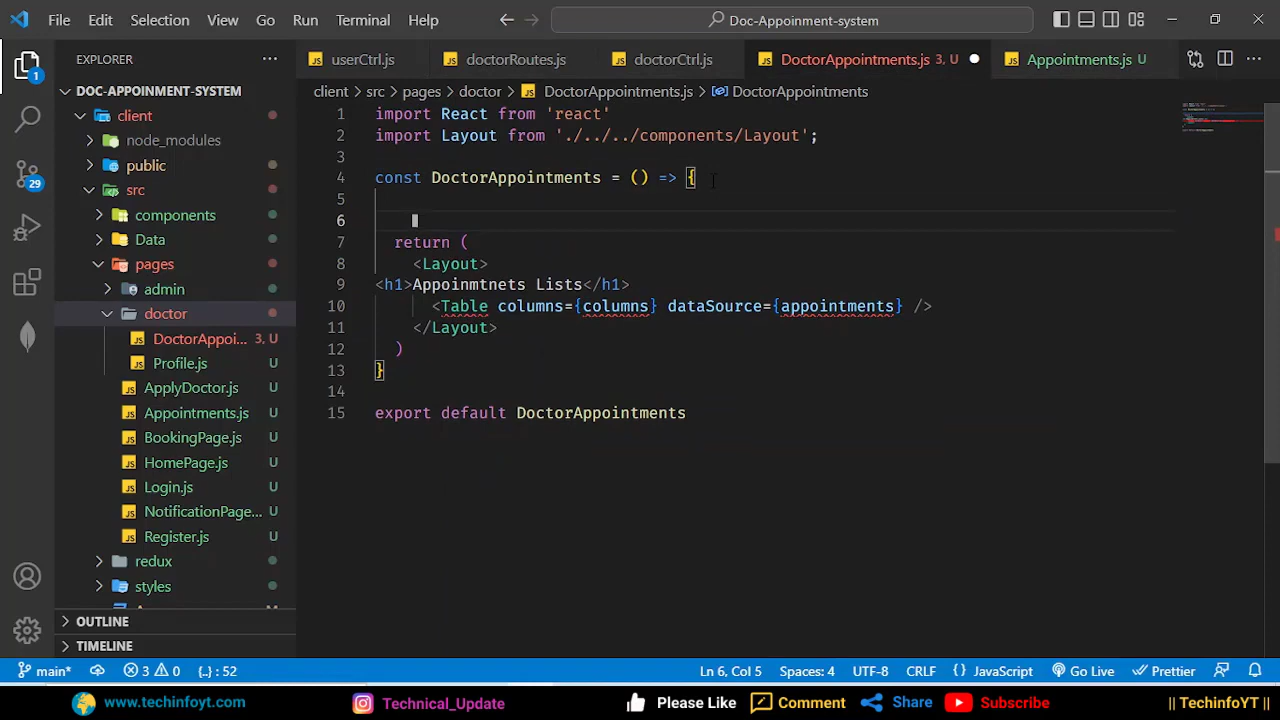 File Edit Selection View Go Run Terminal Help
Doc-Appoinment-system
EXPLORER
userCtrl.js doctorRoutes.js doctorCtrl.js DoctorAppointments.js 3, U Appointments.js U
1
DOC-APPOINMENT-SYSTEM
client > src > pages > doctor > DoctorAppointments.js > DoctorAppointments
client
node_modules
public
src
components
Data
pages
admin
doctor
DoctorAppoi... 3, U
Profile.js U
ApplyDoctor.js U
Appointments.js U
BookingPage.js U
HomePage.js U
Login.js U
NotificationPage... U
Register.js U
redux
styles
OUTLINE
TIMELINE
29
1 import React from 'react'
2 import Layout from './../../components/Layout';
3
4 const DoctorAppointments = () => {
5
6
7 return (
8 <Layout>
9 <h1>Appoinmtnets Lists</h1>
10 <Table columns={columns} dataSource={appointments} />
11 </Layout>
12 )
13 }
14
15 export default DoctorAppointments
main* 3 0 {..} : 52 Ln 6, Col 5 Spaces: 4 UTF-8 CRLF {} JavaScript Go Live Prettier
www.techinfoyt.com Technical_Update Please Like Comment Share Subscribe || TechinfoYT ||